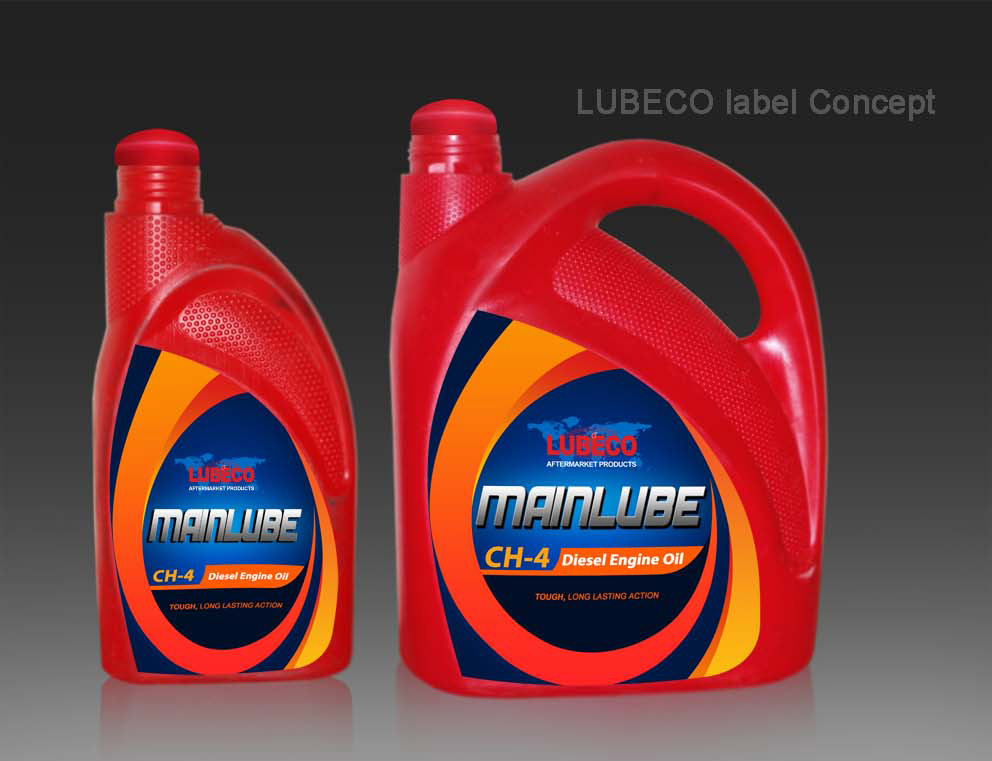 LUBECO label Concept
LUBECO
AFTERMARKET PRODUCTS
MAINLUBE
CH-4 Diesel Engine Oil
TOUGH, LONG LASTING ACTION
LUBECO
AFTERMARKET PRODUCTS
MAINLUBE
CH-4 Diesel Engine Oil
TOUGH, LONG LASTING ACTION